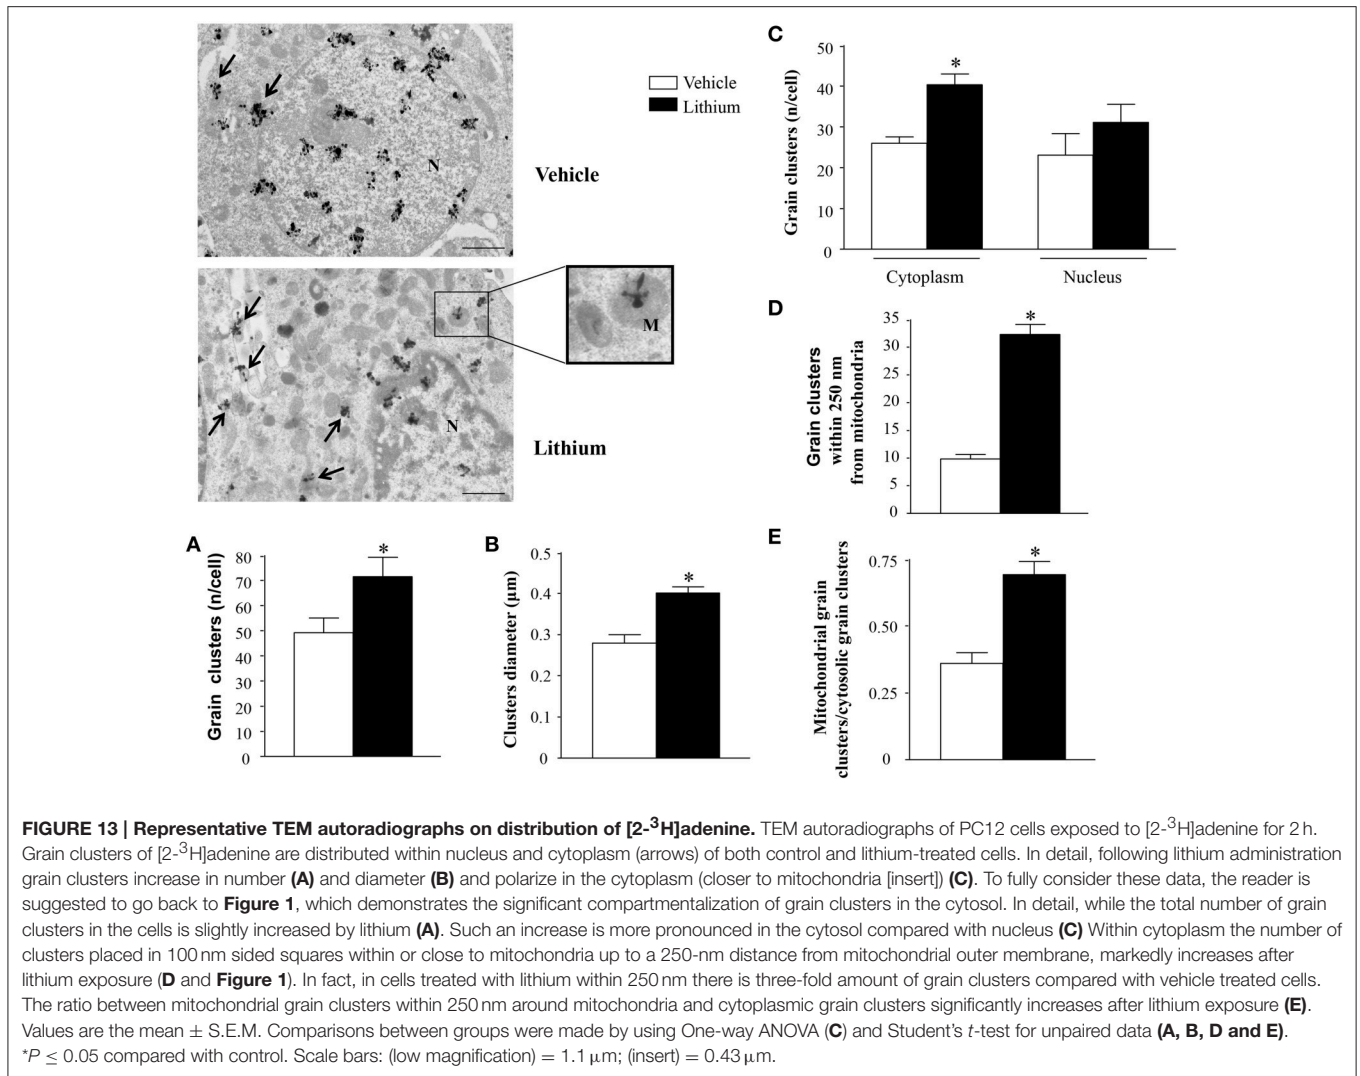 N
Vehicle
Vehicle
Lithium
M
N
Lithium
C
50
40
30
20
10
0
Grain clusters (n/cell)
*
Cytoplasm
Nucleus
D
35
30
25
20
15
10
5
0
Grain clusters
within 250 nm
from mitochondria
*
A
80
70
60
50
40
30
20
10
0
Grain clusters (n/cell)
*
B
0.5
0.4
0.3
0.2
0.1
0
Clusters diameter (µm)
*
E
0.75
0.50
0.25
0
Mitochondrial grain
clusters/cytosolic grain clusters
*
FIGURE 13 | Representative TEM autoradiographs on distribution of [2-³H]adenine. TEM autoradiographs of PC12 cells exposed to [2-³H]adenine for 2 h.
Grain clusters of [2-³H]adenine are distributed within nucleus and cytoplasm (arrows) of both control and lithium-treated cells. In detail, following lithium administration
grain clusters increase in number (A) and diameter (B) and polarize in the cytoplasm (closer to mitochondria [insert]) (C). To fully consider these data, the reader is
suggested to go back to Figure 1, which demonstrates the significant compartmentalization of grain clusters in the cytosol. In detail, while the total number of grain
clusters in the cells is slightly increased by lithium (A). Such an increase is more pronounced in the cytosol compared with nucleus (C) Within cytoplasm the number of
clusters placed in 100 nm sided squares within or close to mitochondria up to a 250-nm distance from mitochondrial outer membrane, markedly increases after
lithium exposure (D and Figure 1). In fact, in cells treated with lithium within 250 nm there is three-fold amount of grain clusters compared with vehicle treated cells.
The ratio between mitochondrial grain clusters within 250 nm around mitochondria and cytoplasmic grain clusters significantly increases after lithium exposure (E).
Values are the mean ± S.E.M. Comparisons between groups were made by using One-way ANOVA (C) and Student's t-test for unpaired data (A, B, D and E).
*P ≤ 0.05 compared with control. Scale bars: (low magnification) = 1.1 µm; (insert) = 0.43 µm.